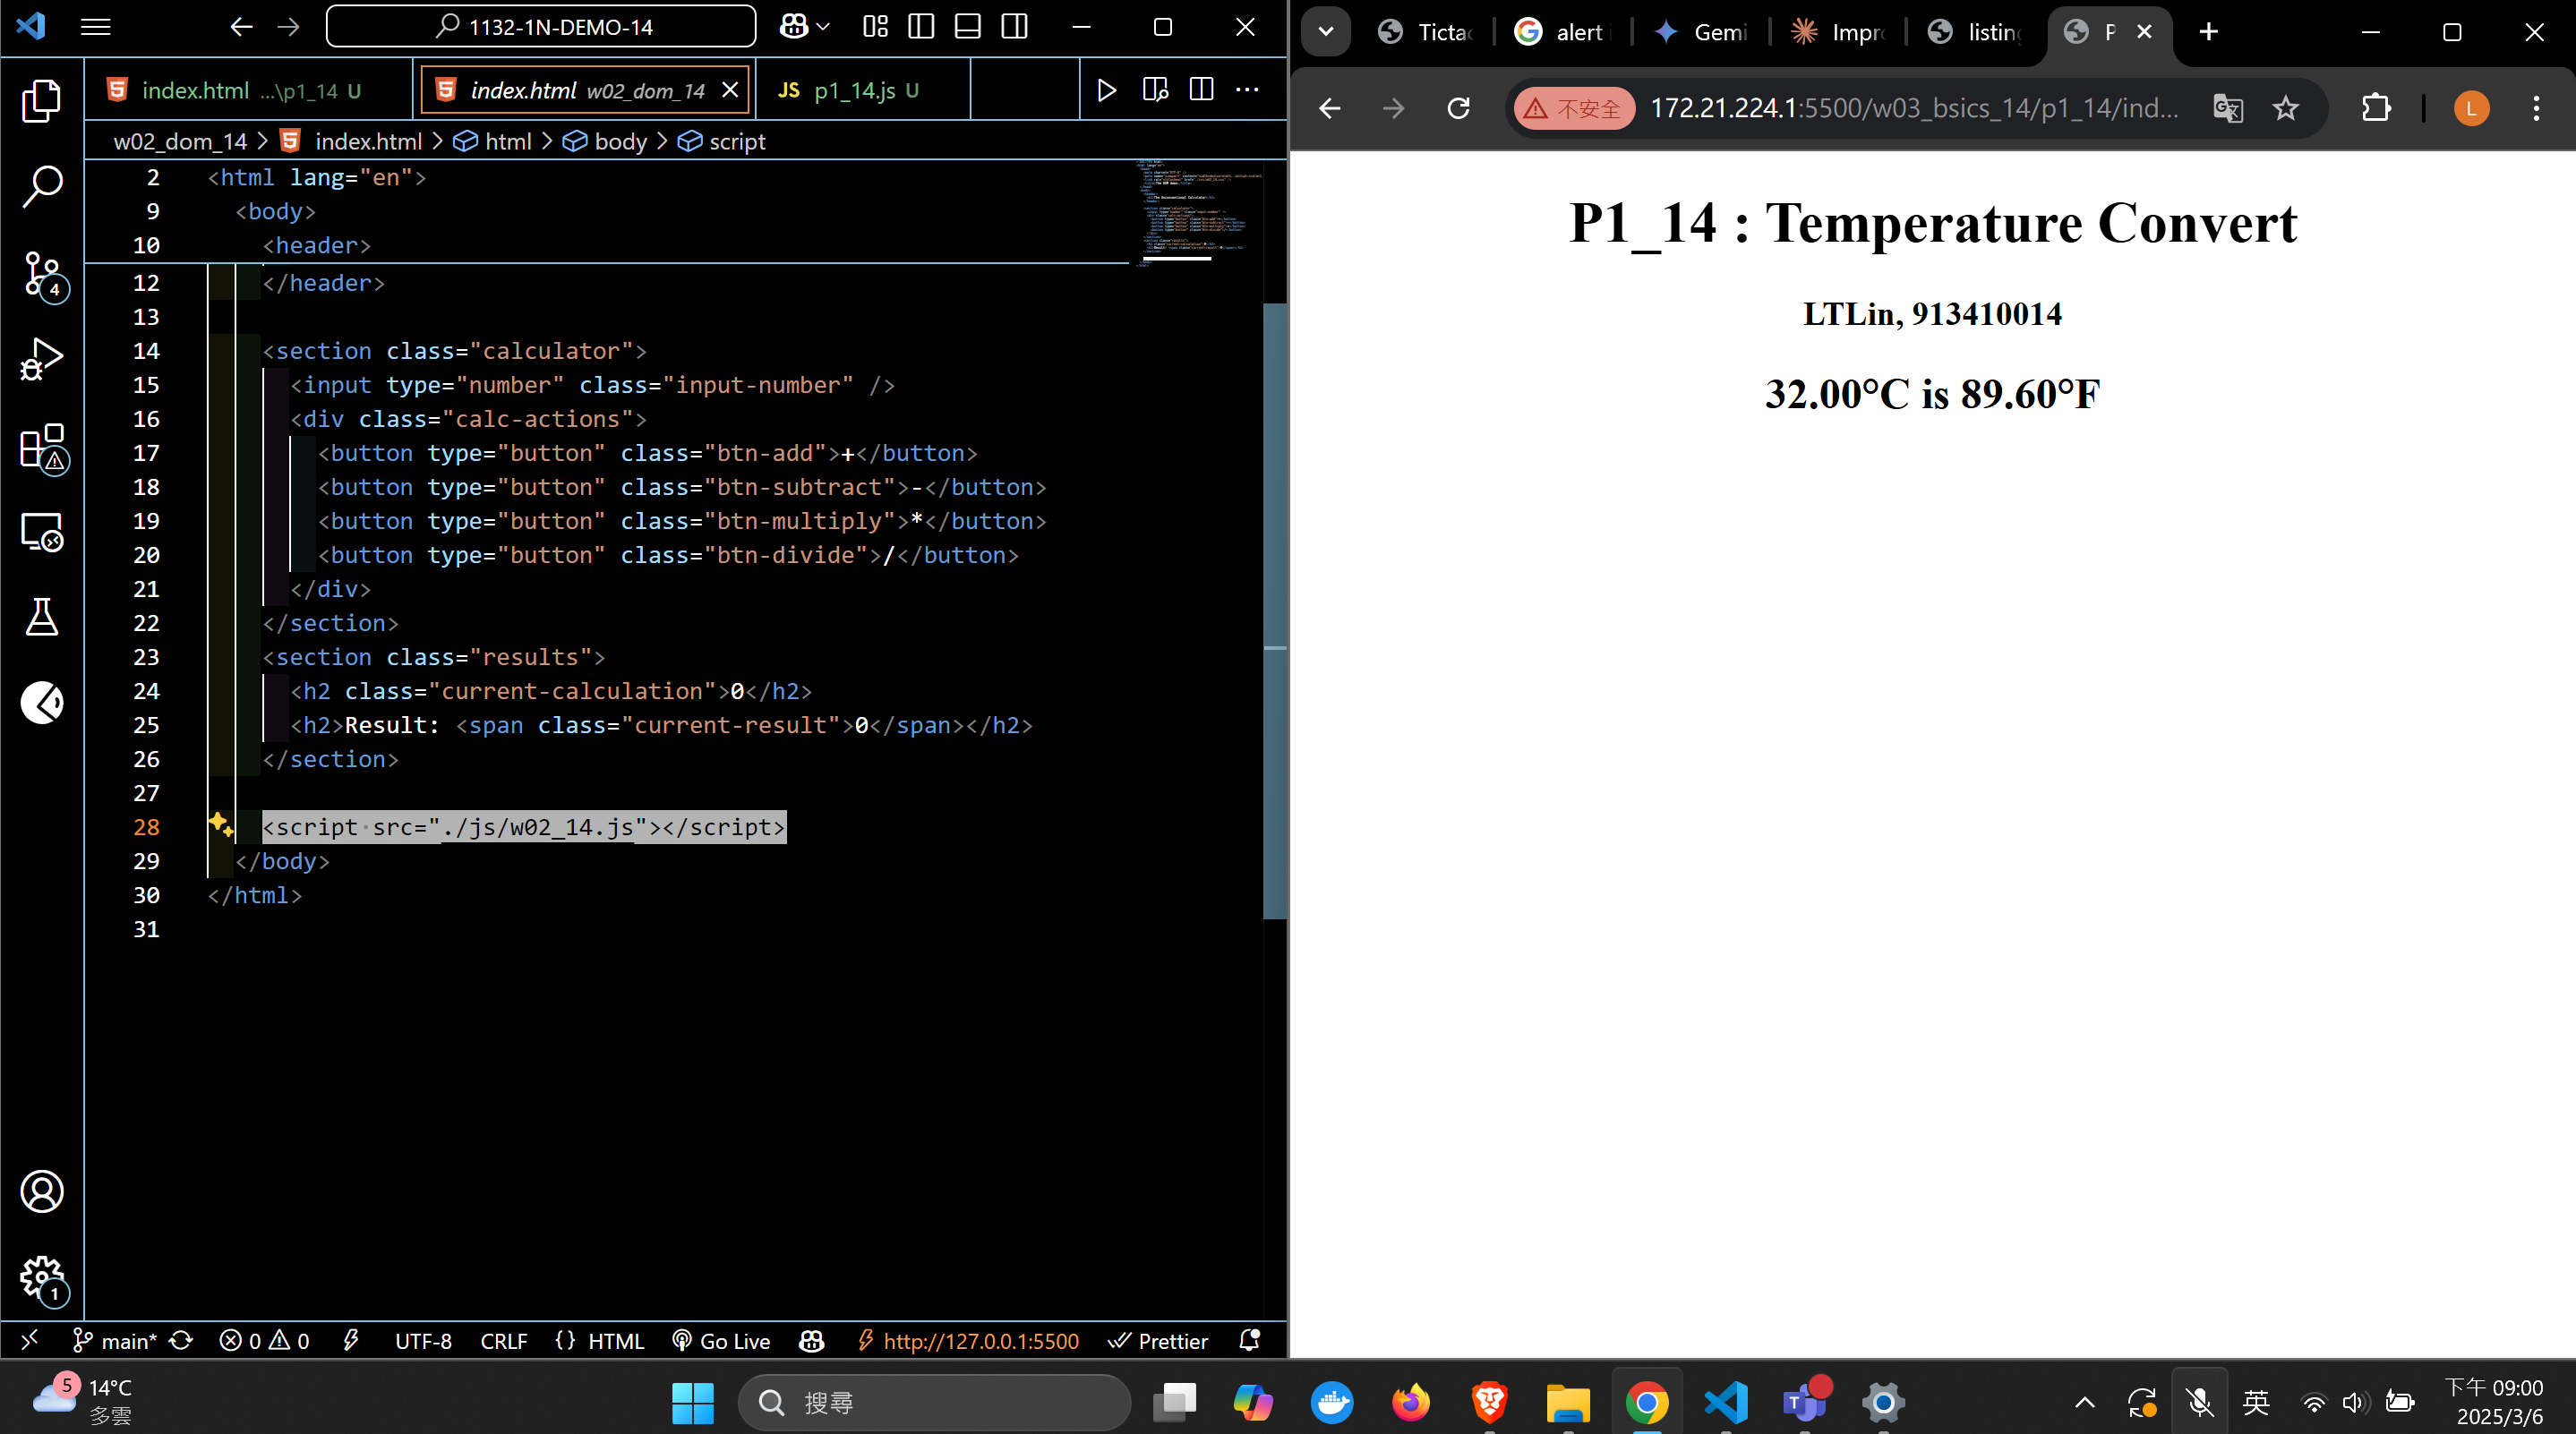 1132-1N-DEMO-14
index.html ...\p1_14 U
index.html w02_dom_14
JS p1_14.js U
w02_dom_14 > index.html > html > body > script
2 <html lang="en">
9 <body>
10 <header>
12 </header>
13
14 <section class="calculator">
15 <input type="number" class="input-number" />
16 <div class="calc-actions">
17 <button type="button" class="btn-add">+</button>
18 <button type="button" class="btn-subtract">-</button>
19 <button type="button" class="btn-multiply">*</button>
20 <button type="button" class="btn-divide">/</button>
21 </div>
22 </section>
23 <section class="results">
24 <h2 class="current-calculation">0</h2>
25 <h2>Result: <span class="current-result">0</span></h2>
26 </section>
27
28 <script src="./js/w02_14.js"></script>
29 </body>
30 </html>
31
4
1
main* 0 0 UTF-8 CRLF {} HTML Go Live http://127.0.0.1:5500 Prettier
Tictac alert i Gemi Impro listing P
不安全 172.21.224.1:5500/w03_bsics_14/p1_14/ind... L
P1_14 : Temperature Convert
LTLin, 913410014
32.00°C is 89.60°F
5 14°C
多雲
搜尋
英
下午 09:00
2025/3/6